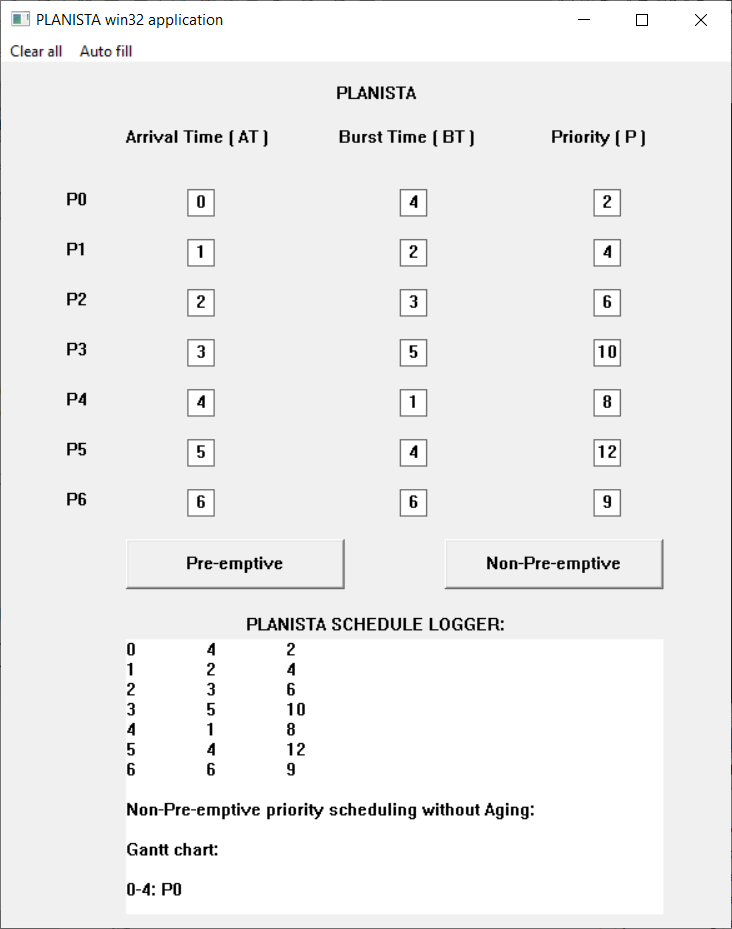 PLANISTA win32 application
Clear all Auto fill
PLANISTA
Arrival Time ( AT ) Burst Time ( BT ) Priority ( P )
P0 0 4 2
P1 1 2 4
P2 2 3 6
P3 3 5 10
P4 4 1 8
P5 5 4 12
P6 6 6 9
Pre-emptive Non-Pre-emptive
PLANISTA SCHEDULE LOGGER:
0 4 2
1 2 4
2 3 6
3 5 10
4 1 8
5 4 12
6 6 9
Non-Pre-emptive priority scheduling without Aging:
Gantt chart:
0-4: P0